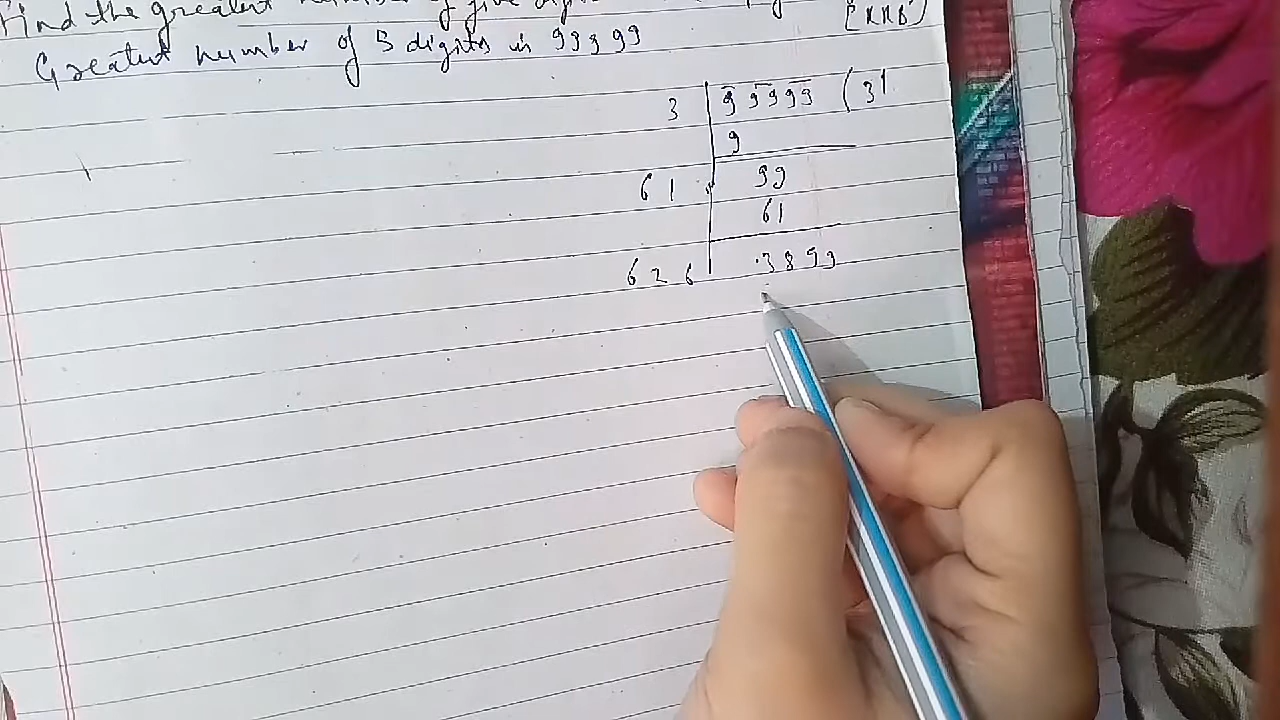 Find the greatest number of five digits
[RRB]
Greatest number of 5 digits is 99999
3 99999 ( 31
9
61 99
61
626 3899